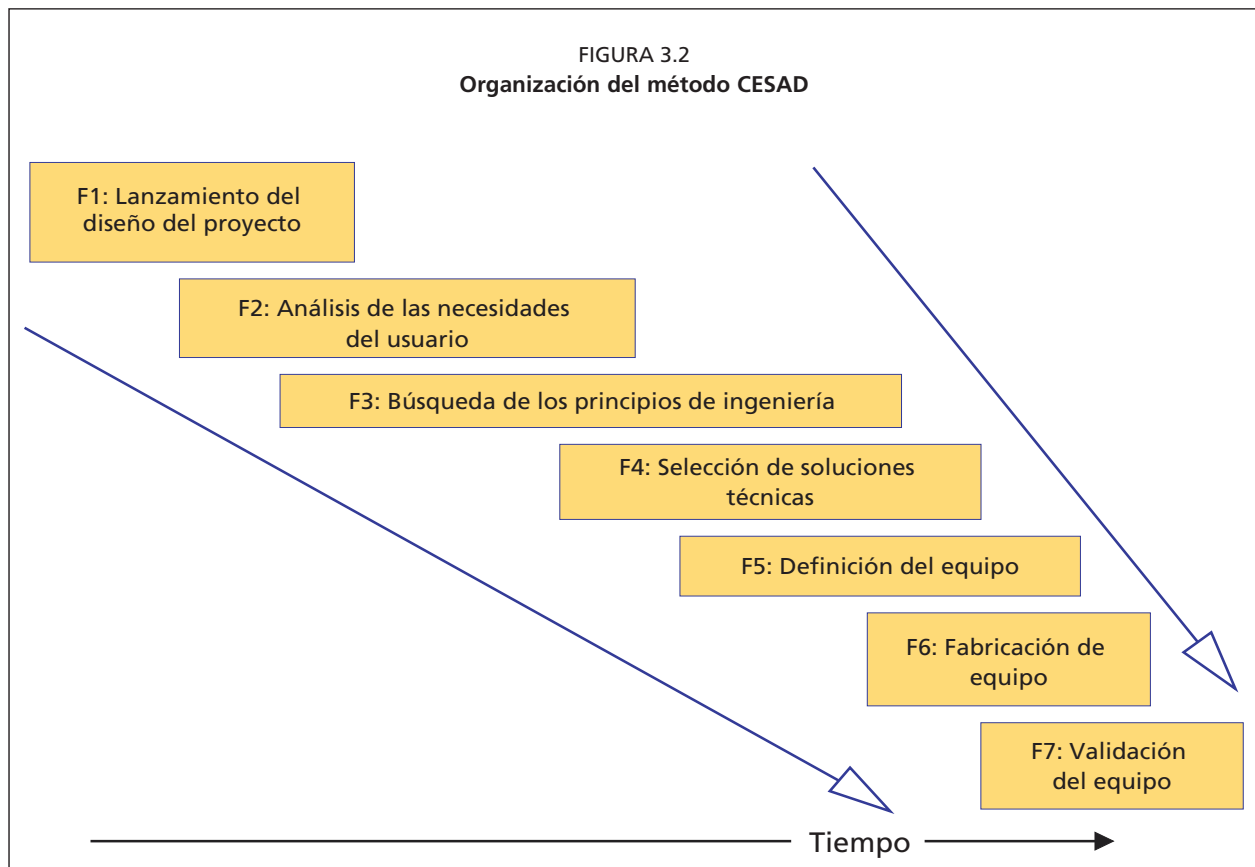 FIGURA 3.2
Organización del método CESAD
F1: Lanzamiento del
diseño del proyecto
F2: Análisis de las necesidades
del usuario
F3: Búsqueda de los principios de ingeniería
F4: Selección de soluciones
técnicas
F5: Definición del equipo
F6: Fabricación de
equipo
F7: Validación
del equipo
Tiempo